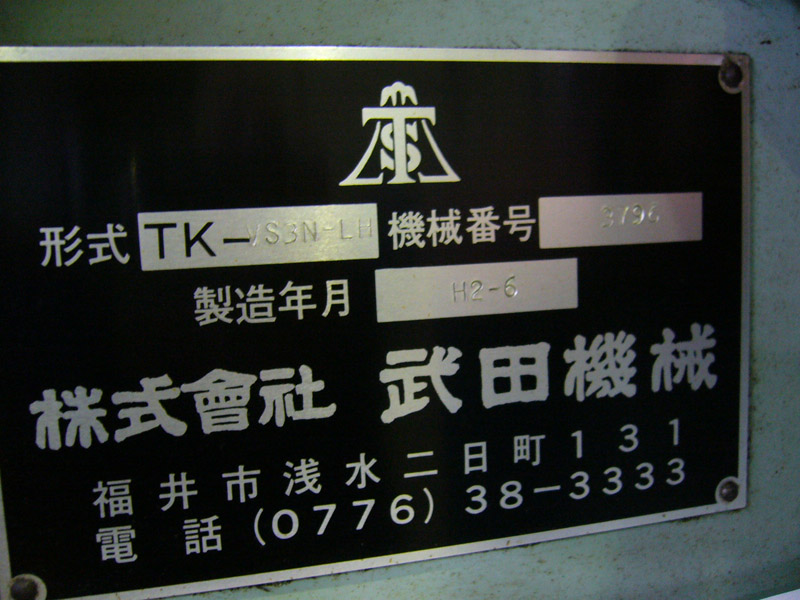 TS
形式 TK-VS3N-LH 機械番号 3796
製造年月 H2-6
株式會社 武田機械
福井市浅水二日町131
電話(0776)38-3333